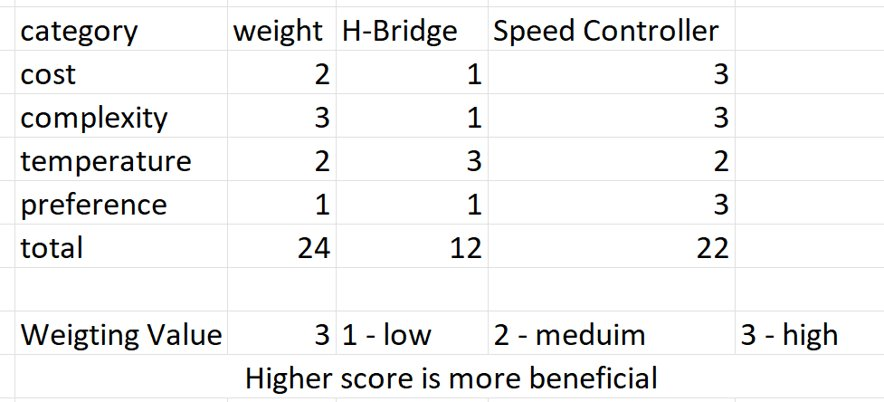 category weight H-Bridge Speed Controller
cost 2 1 3
complexity 3 1 3
temperature 2 3 2
preference 1 1 3
total 24 12 22
Weigting Value 3 1 - low 2 - meduim 3 - high
Higher score is more beneficial